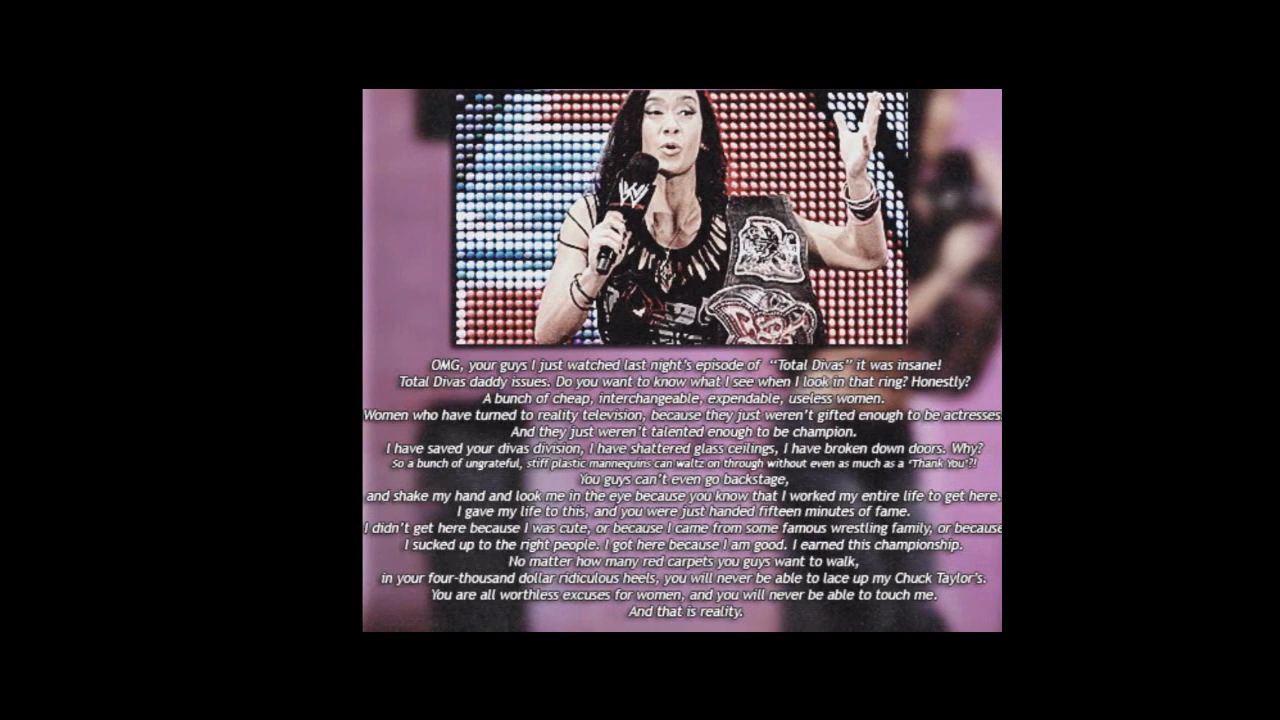 W
OMG, your guys I just watched last night's episode of "Total Divas" it was insane!
Total Divas daddy issues. Do you want to know what I see when I look in that ring? Honestly?
A bunch of cheap, interchangeable, expendable, useless women.
Women who have turned to reality television, because they just weren't gifted enough to be actresses.
And they just weren't talented enough to be champion.
I have saved your divas division, I have shattered glass ceilings, I have broken down doors. Why?
So a bunch of ungrateful, stiff plastic mannequins can waltz on through without even as much as a 'Thank You'?!
You guys can't even go backstage,
and shake my hand and look me in the eye because you know that I worked my entire life to get here.
I gave my life to this, and you were just handed fifteen minutes of fame.
I didn't get here because I was cute, or because I came from some famous wrestling family, or because
I sucked up to the right people. I got here because I am good. I earned this championship.
No matter how many red carpets you guys want to walk,
in your four-thousand dollar ridiculous heels, you will never be able to lace up my Chuck Taylor's.
You are all worthless excuses for women, and you will never be able to touch me.
And that is reality.